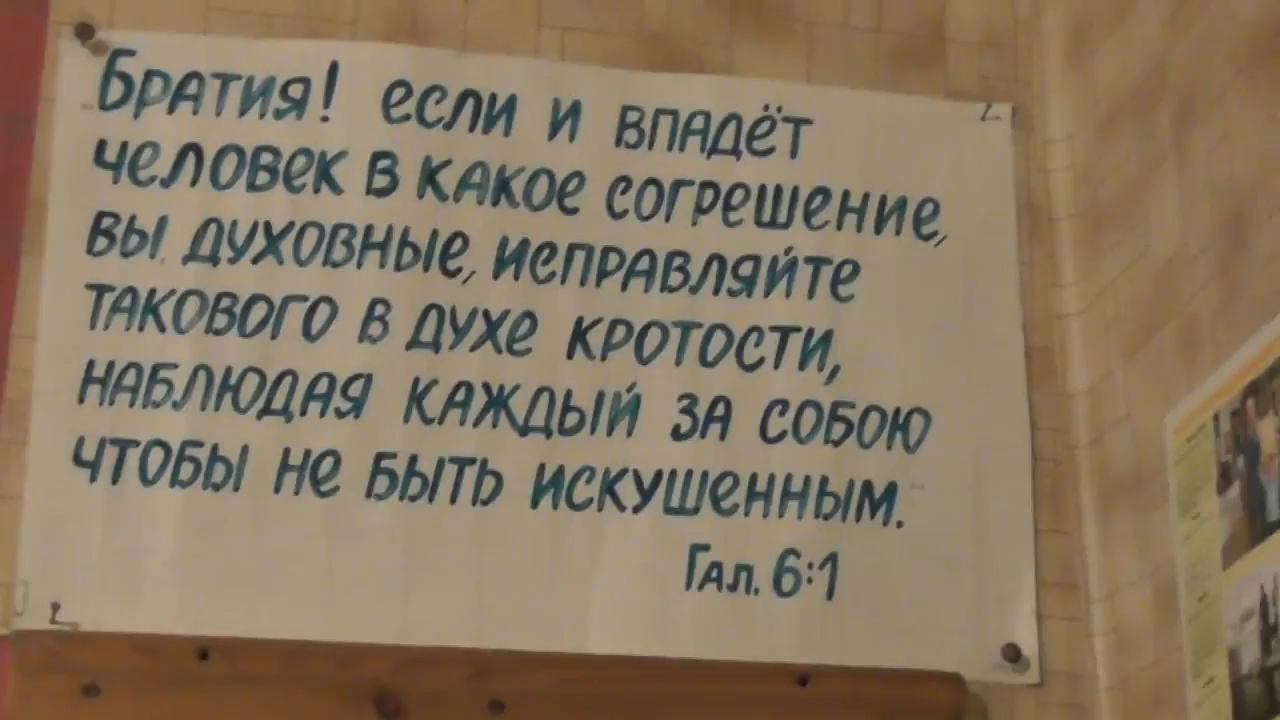 Братия! если и впадёт
человек в какое согрешение,
вы духовные, исправляйте
такового в духе кротости,
наблюдая каждый за собою
чтобы не быть искушенным.
Гал. 6:1